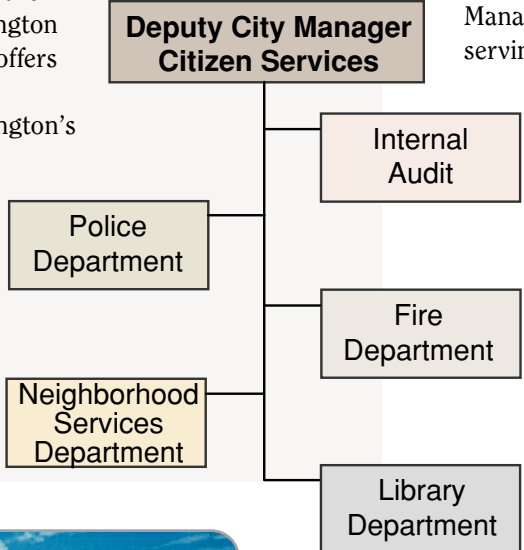 ngton
offers
ngton's
Deputy City Manager
Citizen Services
Mana
servin
Internal
Audit
Police
Department
Fire
Department
Neighborhood
Services
Department
Library
Department